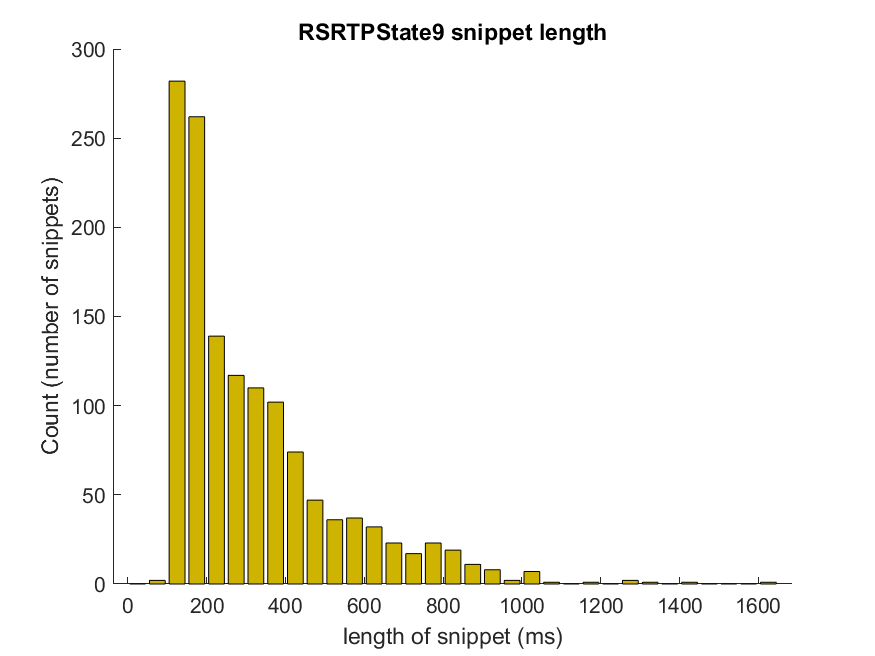 RSRTPState9 snippet length
300
250
200
150
100
50
0
Count (number of snippets)
0 200 400 600 800 1000 1200 1400 1600
length of snippet (ms)